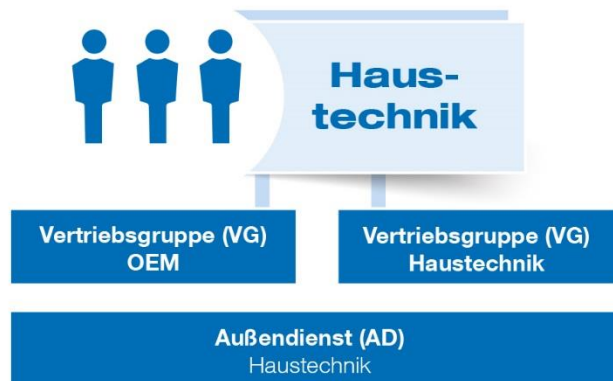 Haus-
technik
Vertriebsgruppe (VG)
OEM
Vertriebsgruppe (VG)
Haustechnik
Außendienst (AD)
Haustechnik